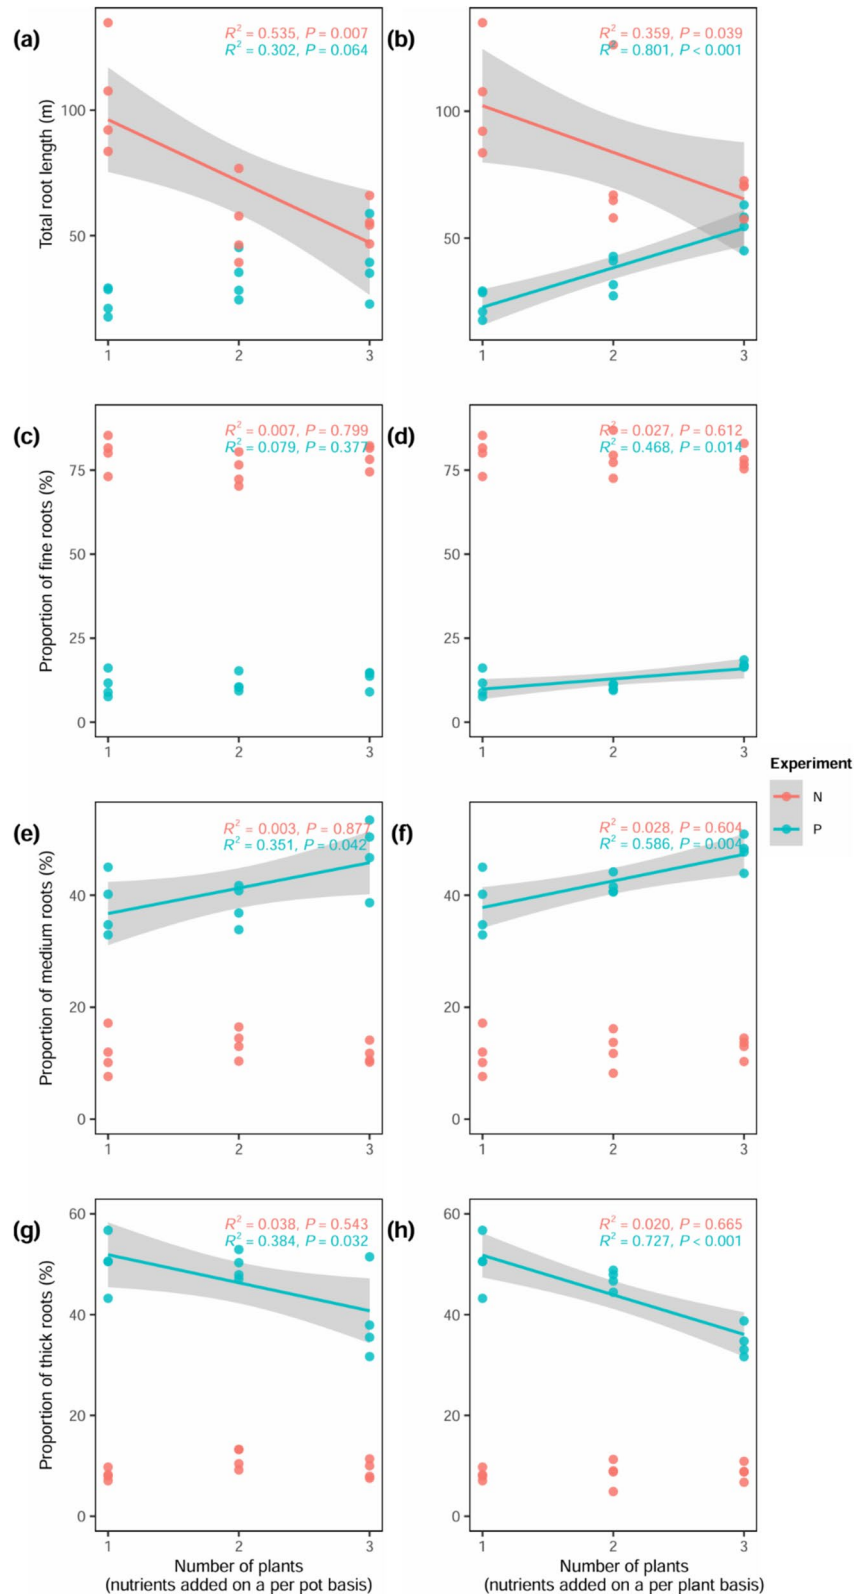 (a)
R² = 0.535, P = 0.007
R² = 0.302, P = 0.064
100
50
Total root length (m)
1 2 3
(b)
R² = 0.359, P = 0.039
R² = 0.801, P < 0.001
100
50
1 2 3
(c)
R² = 0.007, P = 0.799
R² = 0.079, P = 0.377
75
50
25
0
Proportion of fine roots (%)
1 2 3
(d)
R² = 0.027, P = 0.612
R² = 0.468, P = 0.014
75
50
25
0
1 2 3
Experiment
N
P
(e)
R² = 0.003, P = 0.877
R² = 0.351, P = 0.042
40
20
0
Proportion of medium roots (%)
1 2 3
(f)
R² = 0.028, P = 0.604
R² = 0.586, P = 0.004
40
20
0
1 2 3
(g)
R² = 0.038, P = 0.543
R² = 0.384, P = 0.032
60
40
20
0
Proportion of thick roots (%)
1 2 3
Number of plants
(nutrients added on a per pot basis)
(h)
R² = 0.020, P = 0.665
R² = 0.727, P < 0.001
60
40
20
0
1 2 3
Number of plants
(nutrients added on a per plant basis)